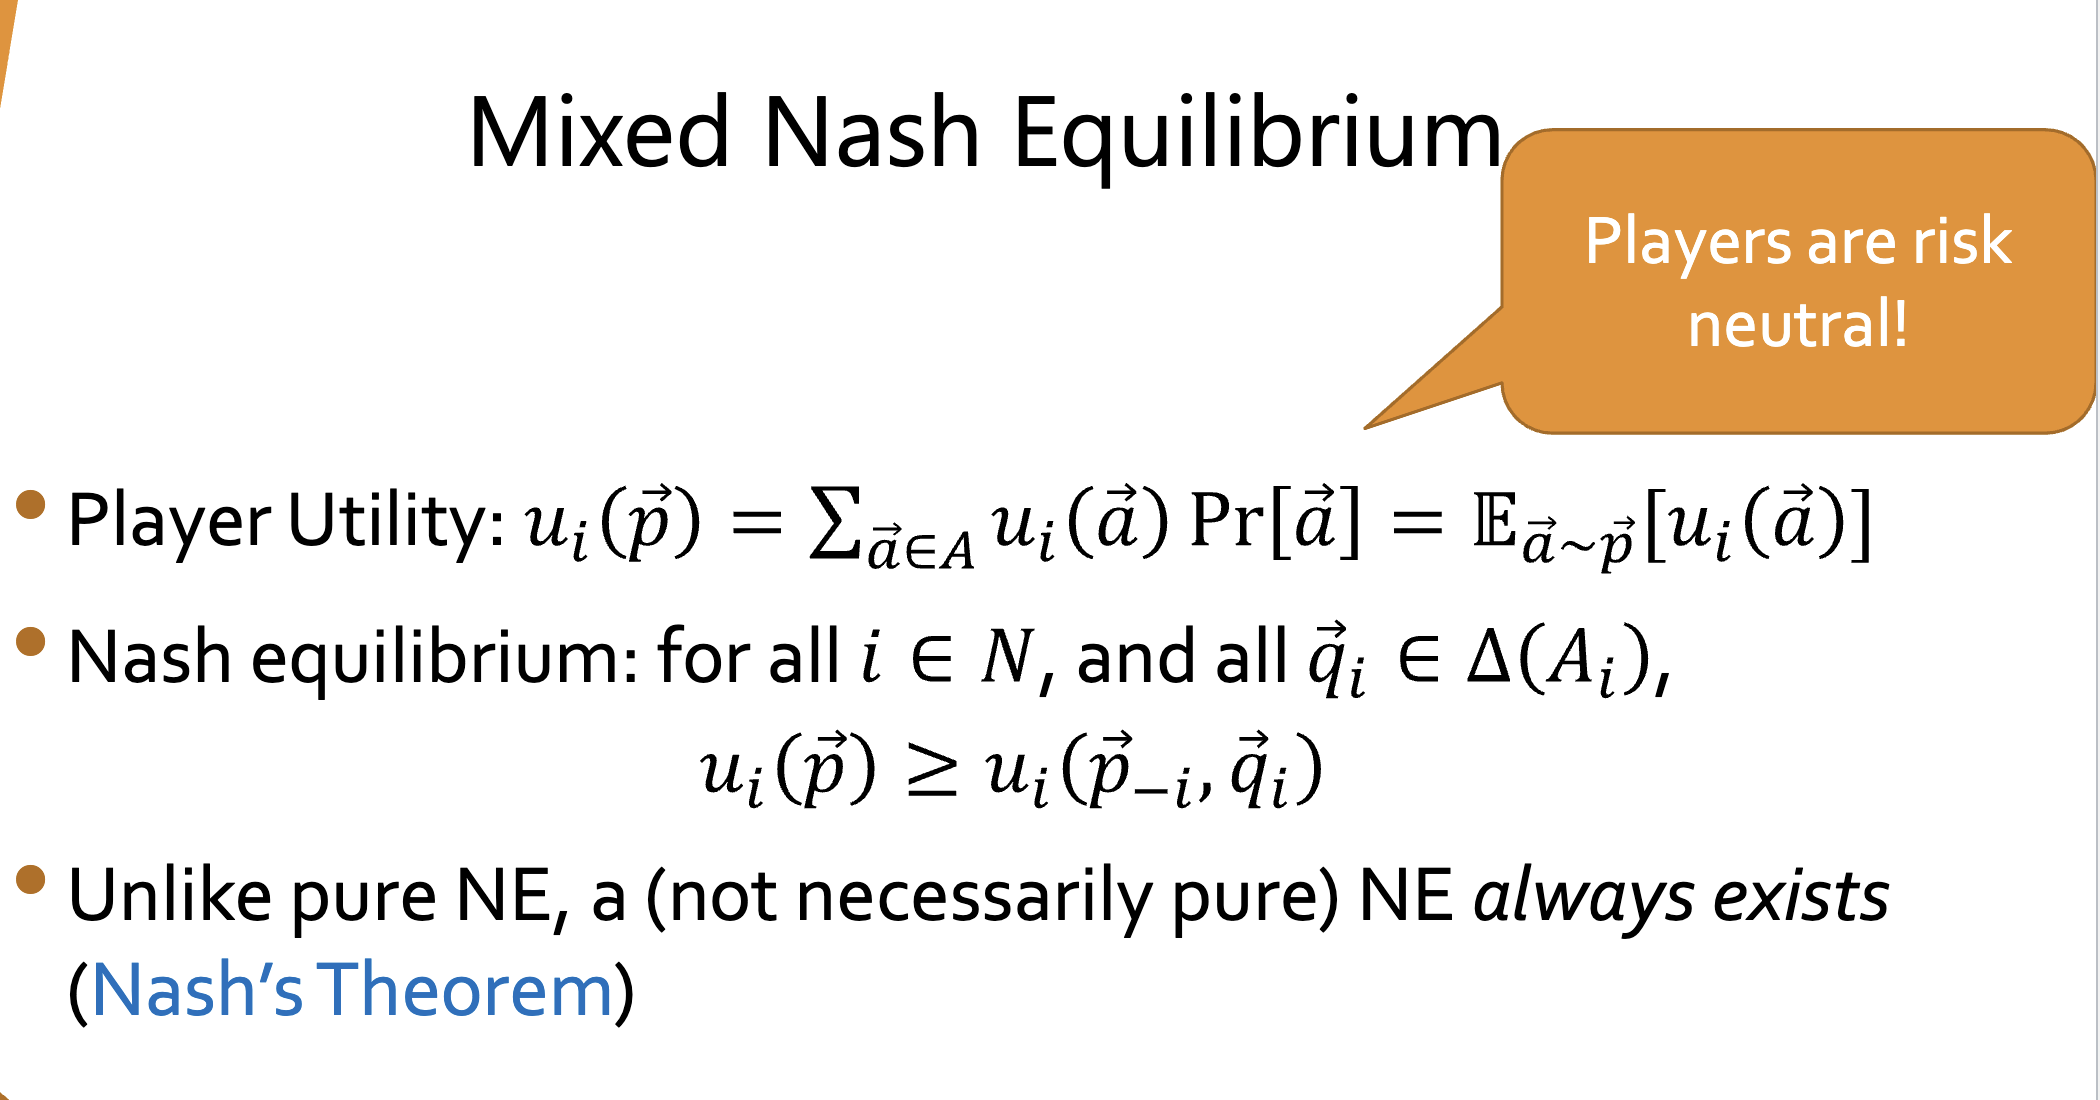 Mixed Nash Equilibrium
Players are risk
neutral!
• Player Utility: $u_i(\vec{p}) = \sum_{\vec{a} \in A} u_i(\vec{a}) \Pr[\vec{a}] = \mathbb{E}_{\vec{a} \sim \vec{p}}[u_i(\vec{a})]$
• Nash equilibrium: for all $i \in N$, and all $\vec{q}_i \in \Delta(A_i)$,
$u_i(\vec{p}) \geq u_i(\vec{p}_{-i}, \vec{q}_i)$
• Unlike pure NE, a (not necessarily pure) NE always exists
(Nash’s Theorem)